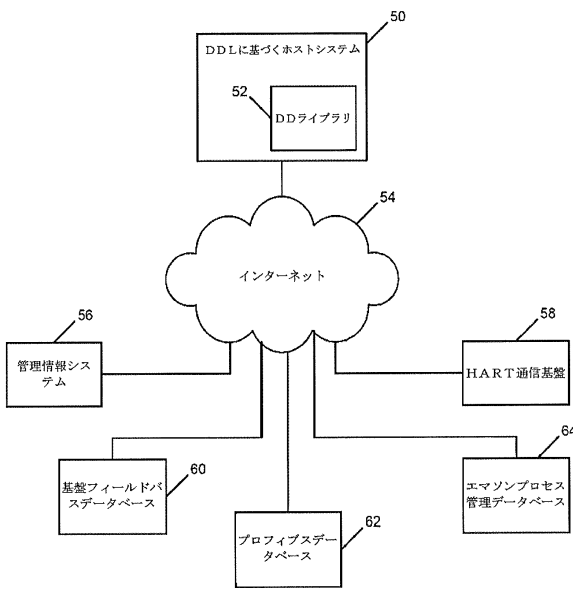 50
DDLに基づくホストシステム
52
DDライブラリ
54
インターネット
56
管理情報シス
テム
58
HART通信基盤
基盤フィールドバ
スデータベース
60
プロフィブスデー
タベース
62
64
エマソンプロセス
管理データベース